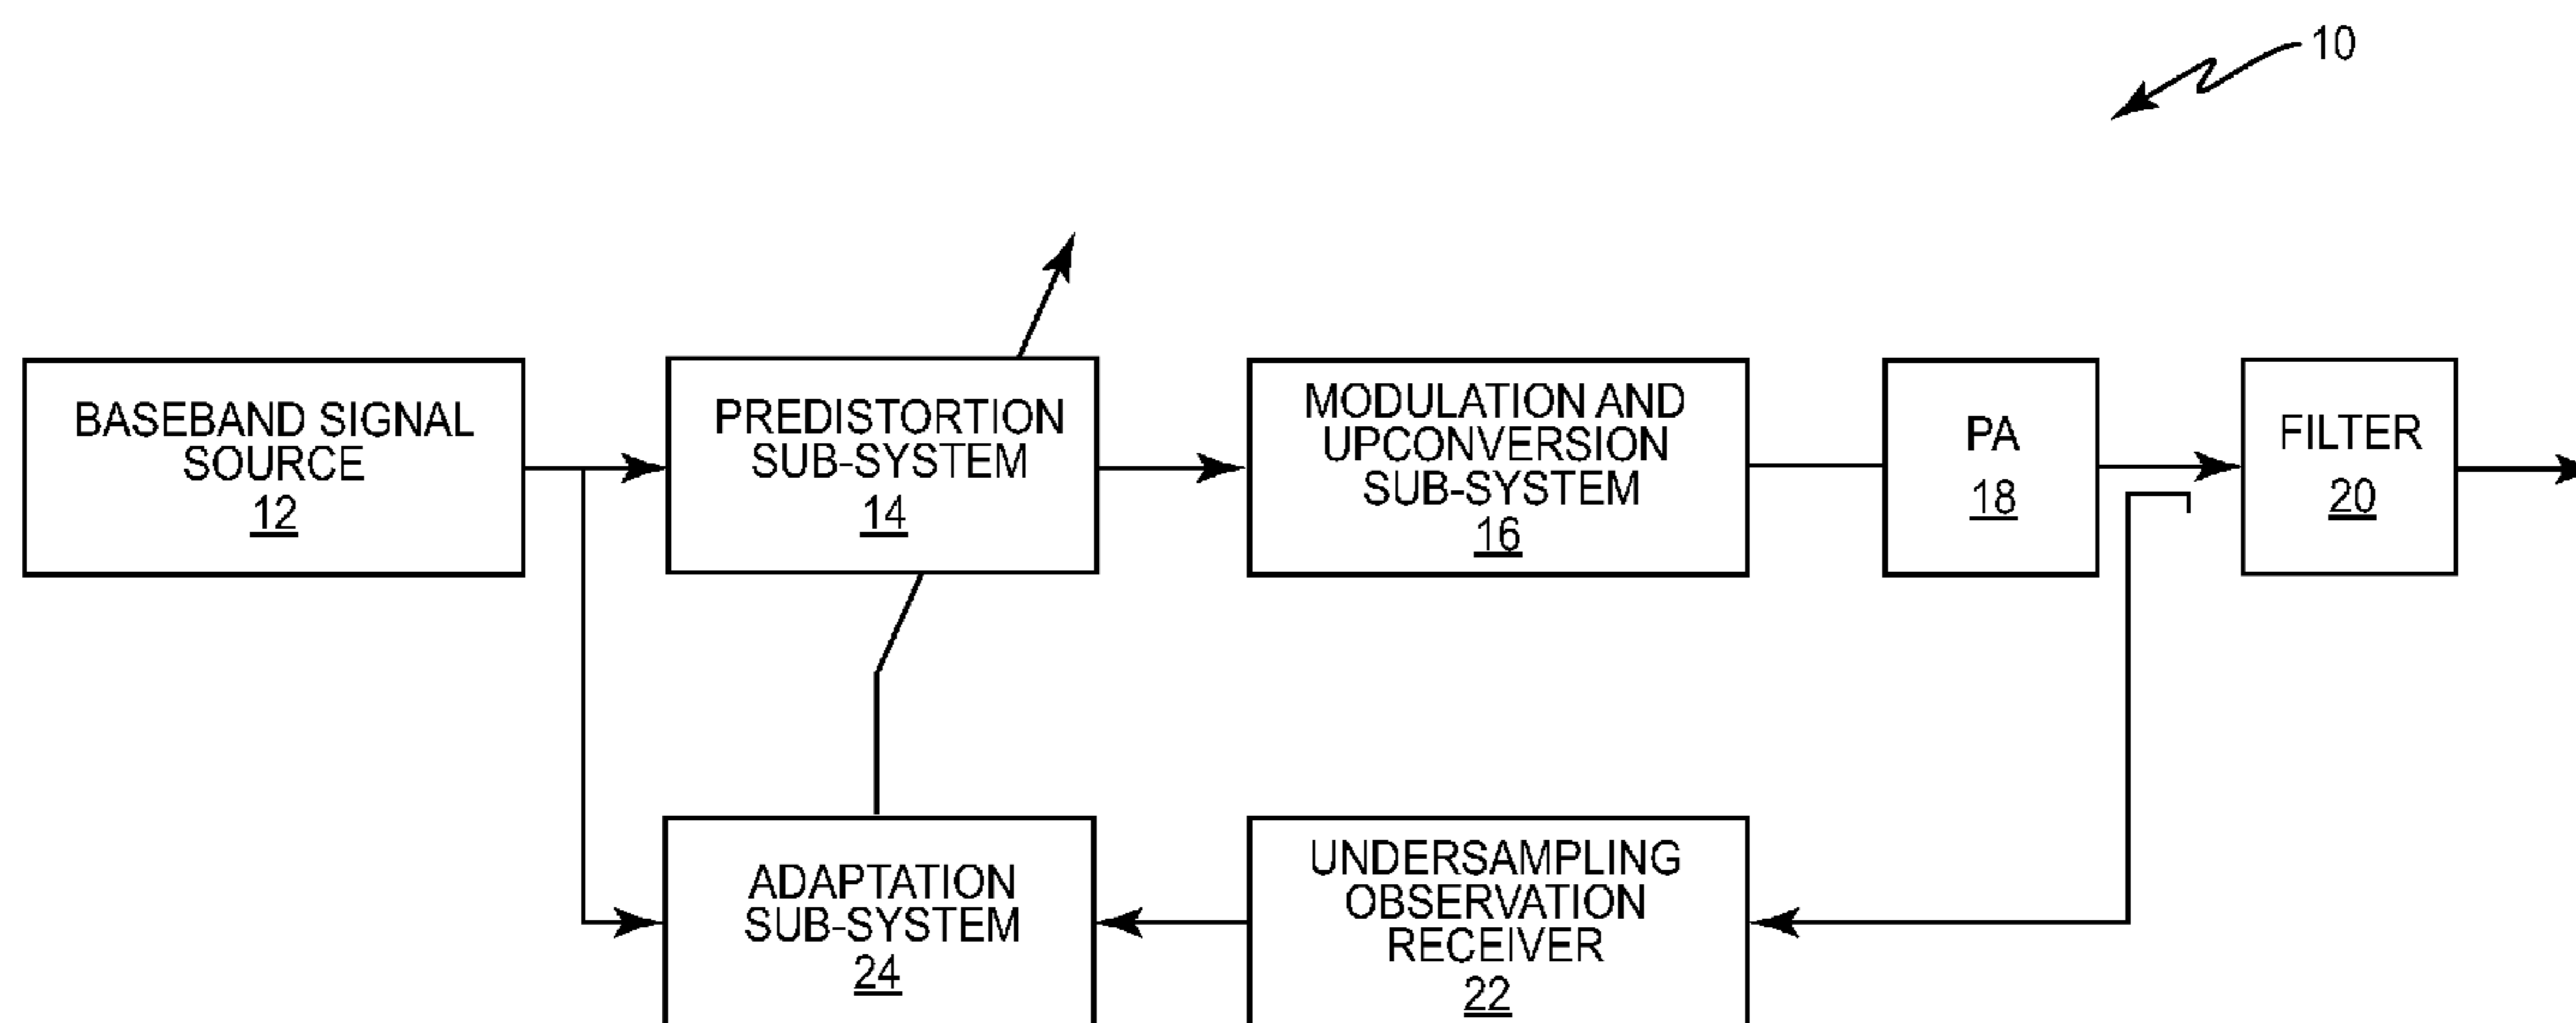 10
BASEBAND SIGNAL
SOURCE
12
PREDISTORTION
SUB-SYSTEM
14
MODULATION AND
UPCONVERSION
SUB-SYSTEM
16
PA
18
FILTER
20
ADAPTATION
SUB-SYSTEM
24
UNDERSAMPLING
OBSERVATION
RECEIVER
22